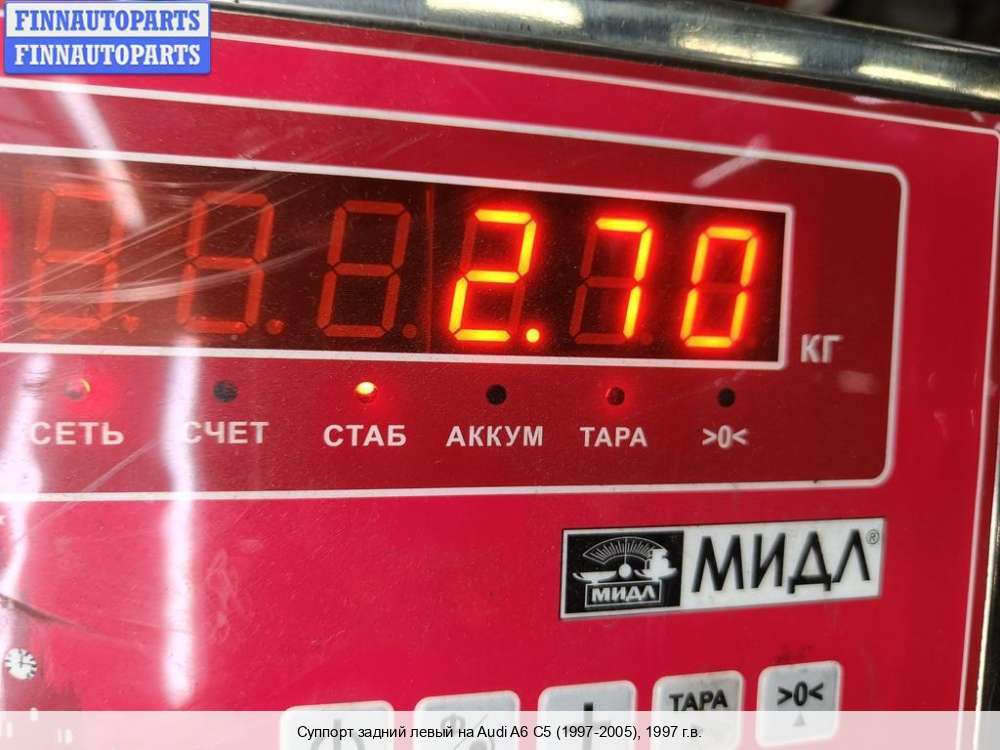 FINNAUTOPARTS
FINNAUTOPARTS
2.70
КГ
СЕТЬ СЧЕТ СТАБ АККУМ ТАРА >0<
МИДЛ МИДЛ®
ТАРА >0<
Суппорт задний левый на Audi A6 C5 (1997-2005), 1997 г.в.